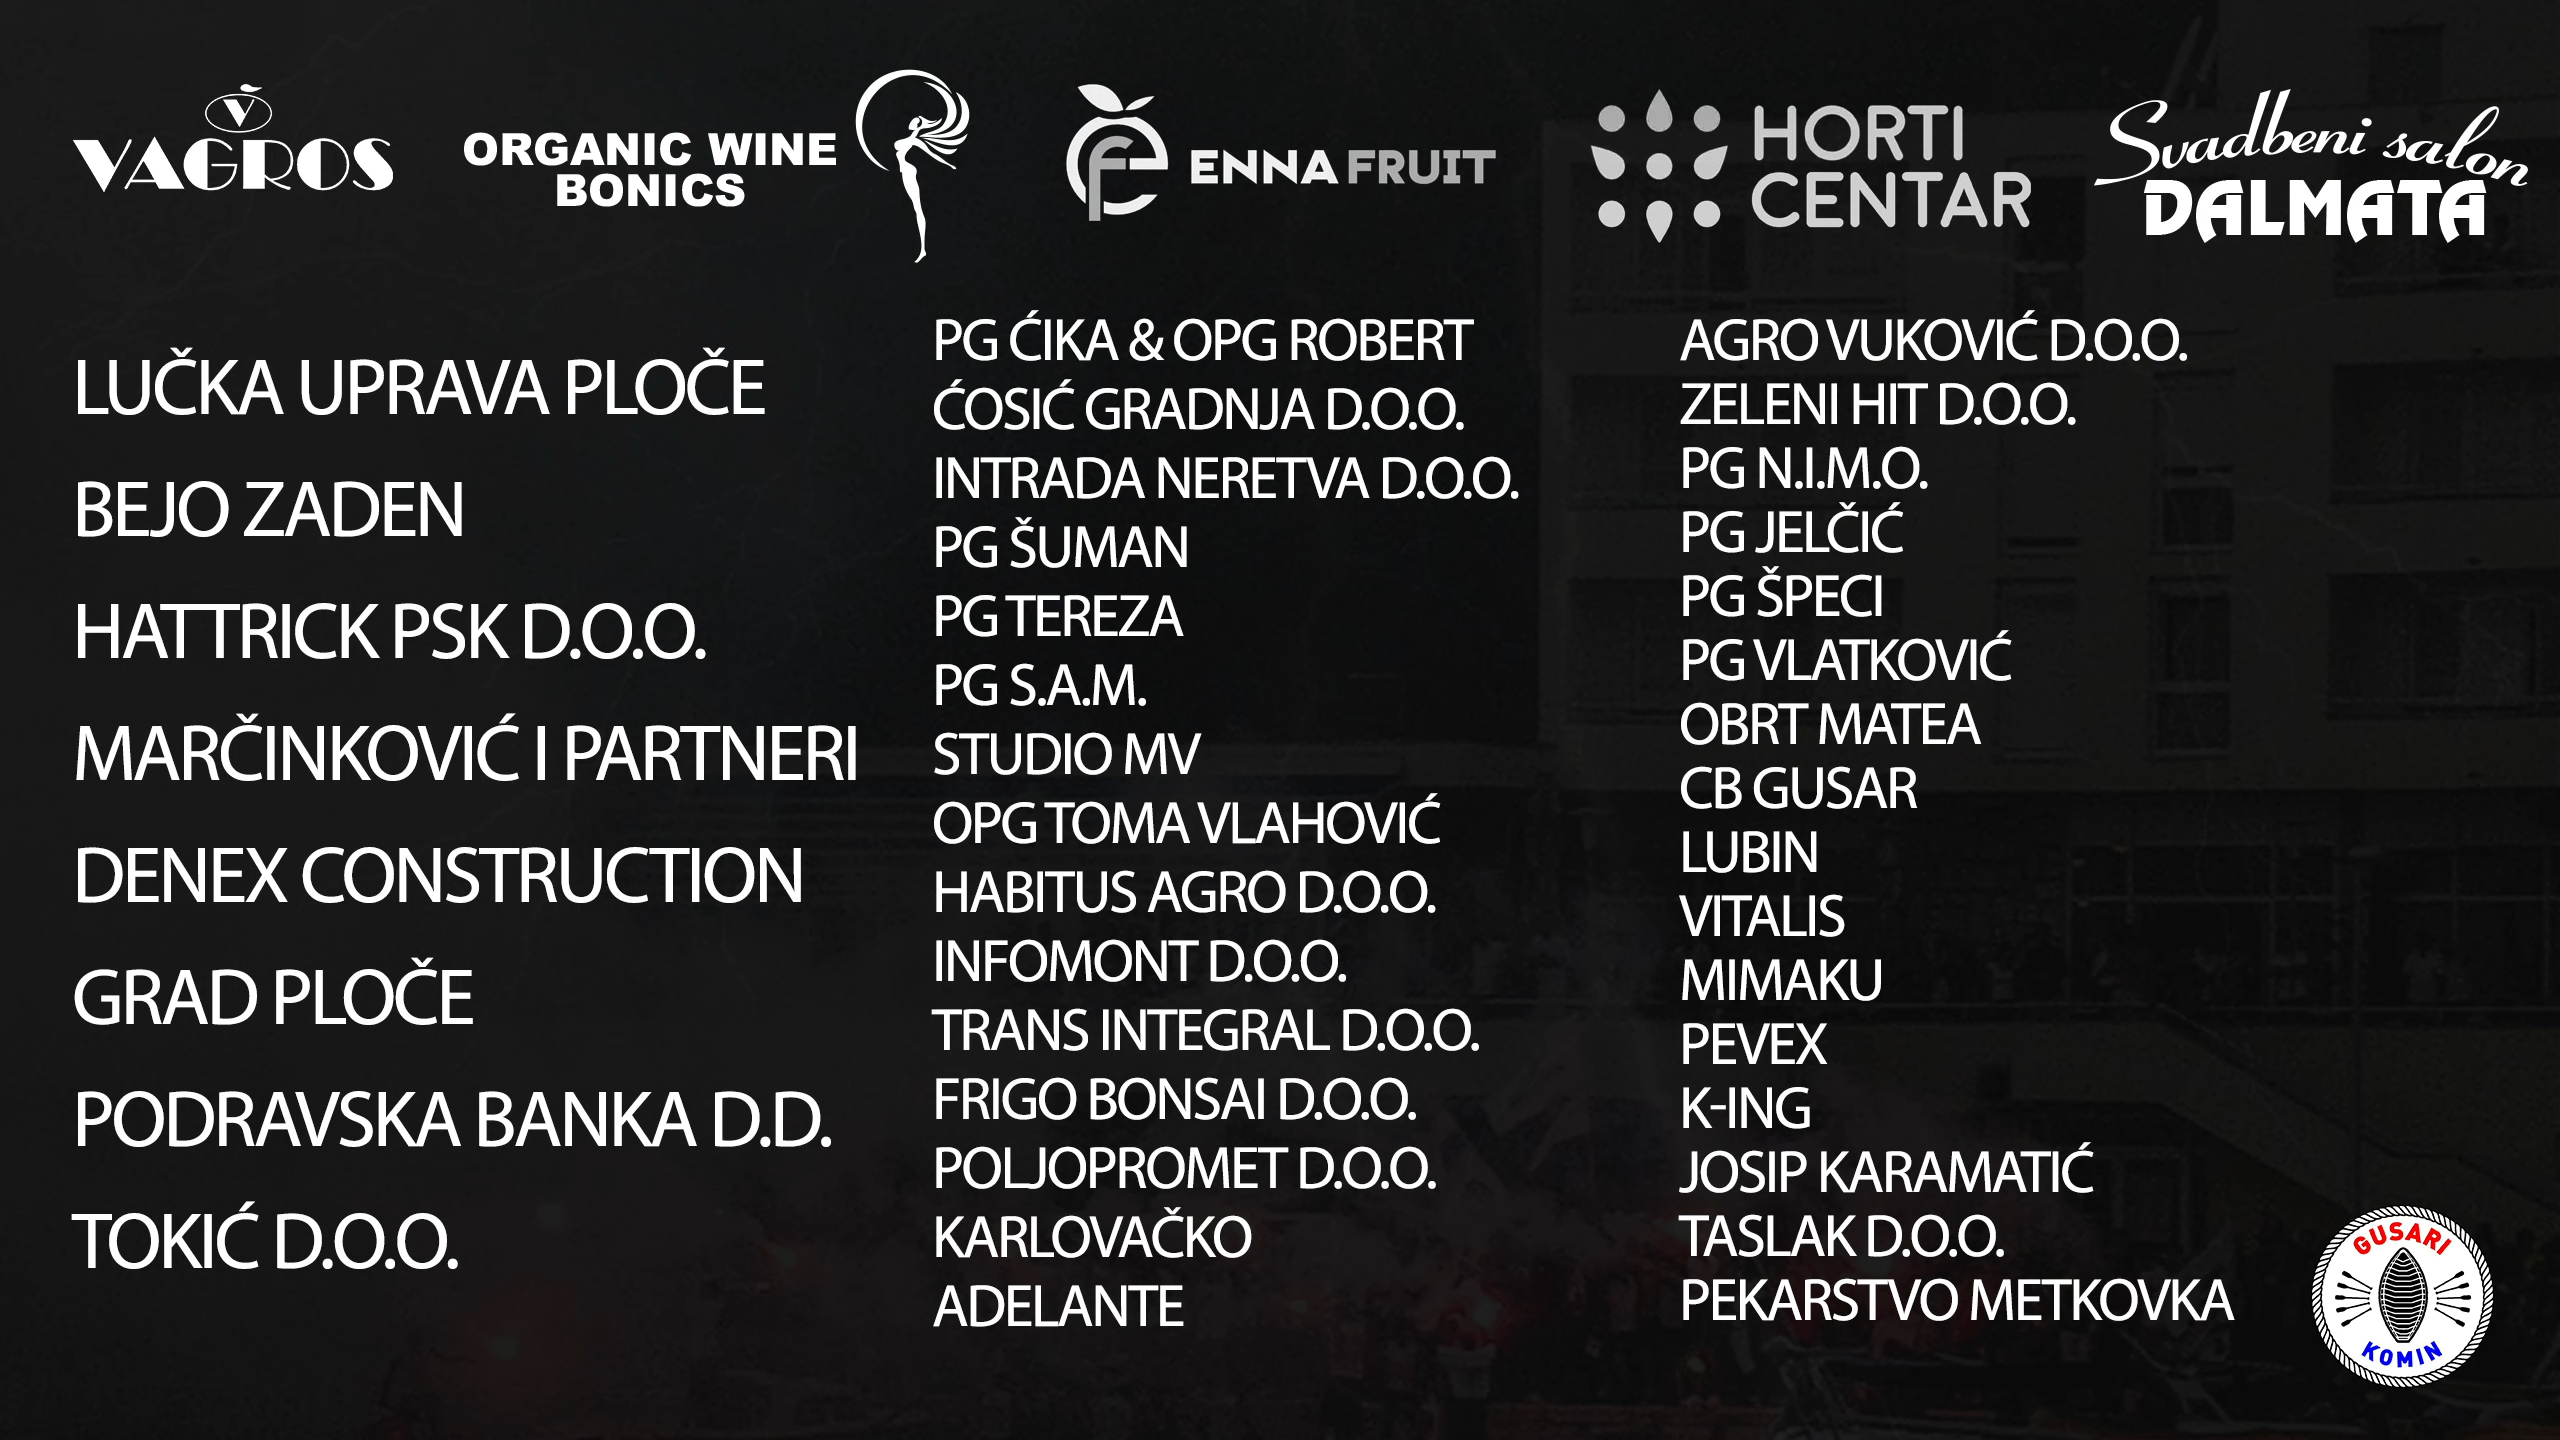 V
VAGROS
ORGANIC WINE
BONICS
ENNA FRUIT
HORTI
CENTAR
Svadbeni salon
DALMATA
LUČKA UPRAVA PLOČE
BEJO ZADEN
HATTRICK PSK D.O.O.
MARČINKOVIĆ I PARTNERI
DENEX CONSTRUCTION
GRAD PLOČE
PODRAVSKA BANKA D.D.
TOKIĆ D.O.O.
PG ĆIKA & OPG ROBERT
ĆOSIĆ GRADNJA D.O.O.
INTRADA NERETVA D.O.O.
PG ŠUMAN
PG TEREZA
PG S.A.M.
STUDIO MV
OPG TOMA VLAHOVIĆ
HABITUS AGRO D.O.O.
INFOMONT D.O.O.
TRANS INTEGRAL D.O.O.
FRIGO BONSAI D.O.O.
POLJOPROMET D.O.O.
KARLOVAČKO
ADELANTE
AGRO VUKOVIĆ D.O.O.
ZELENI HIT D.O.O.
PG N.I.M.O.
PG JELČIĆ
PG ŠPECI
PG VLATKOVIĆ
OBRT MATEA
CB GUSAR
LUBIN
VITALIS
MIMAKU
PEVEX
K-ING
JOSIP KARAMATIĆ
TASLAK D.O.O.
PEKARSTVO METKOVKA
GUSARI
KOMIN